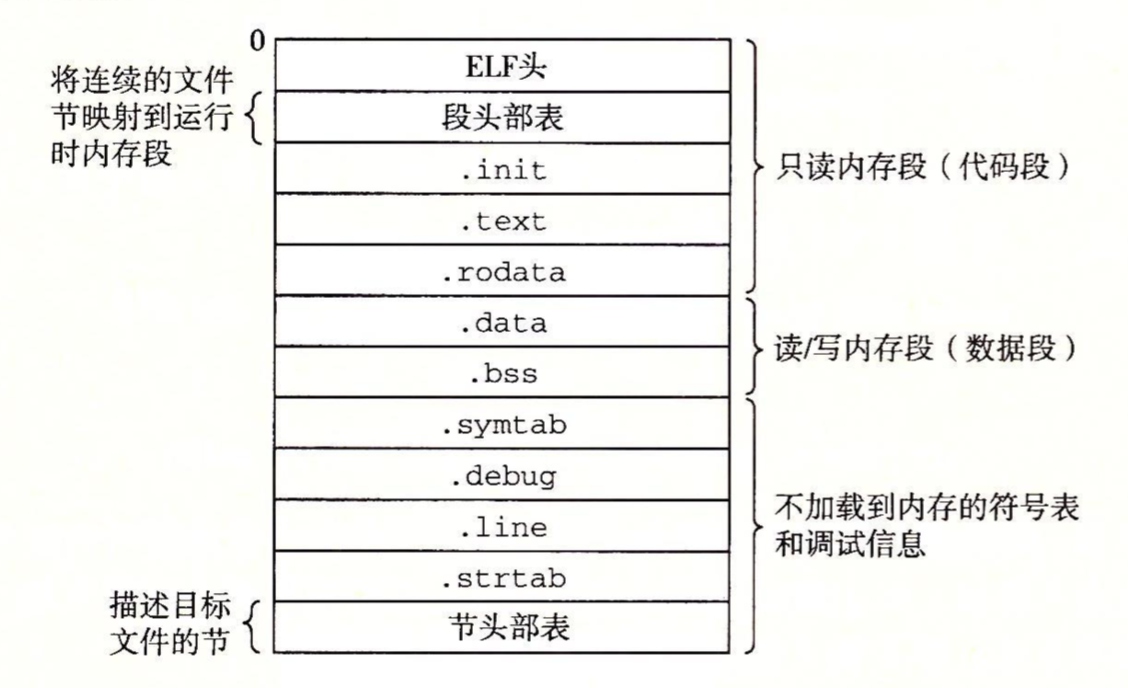 0
ELF头
将连续的文件
节映射到运行
时内存段
段头部表
.init
.text
.rodata
只读内存段（代码段）
.data
.bss
读/写内存段（数据段）
.symtab
.debug
.line
.strtab
不加载到内存的符号表
和调试信息
描述目标
文件的节
节头部表